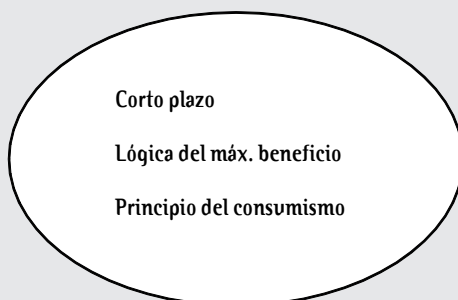 Corto plazo
Lógica del máx. beneficio
Principio del consumismo